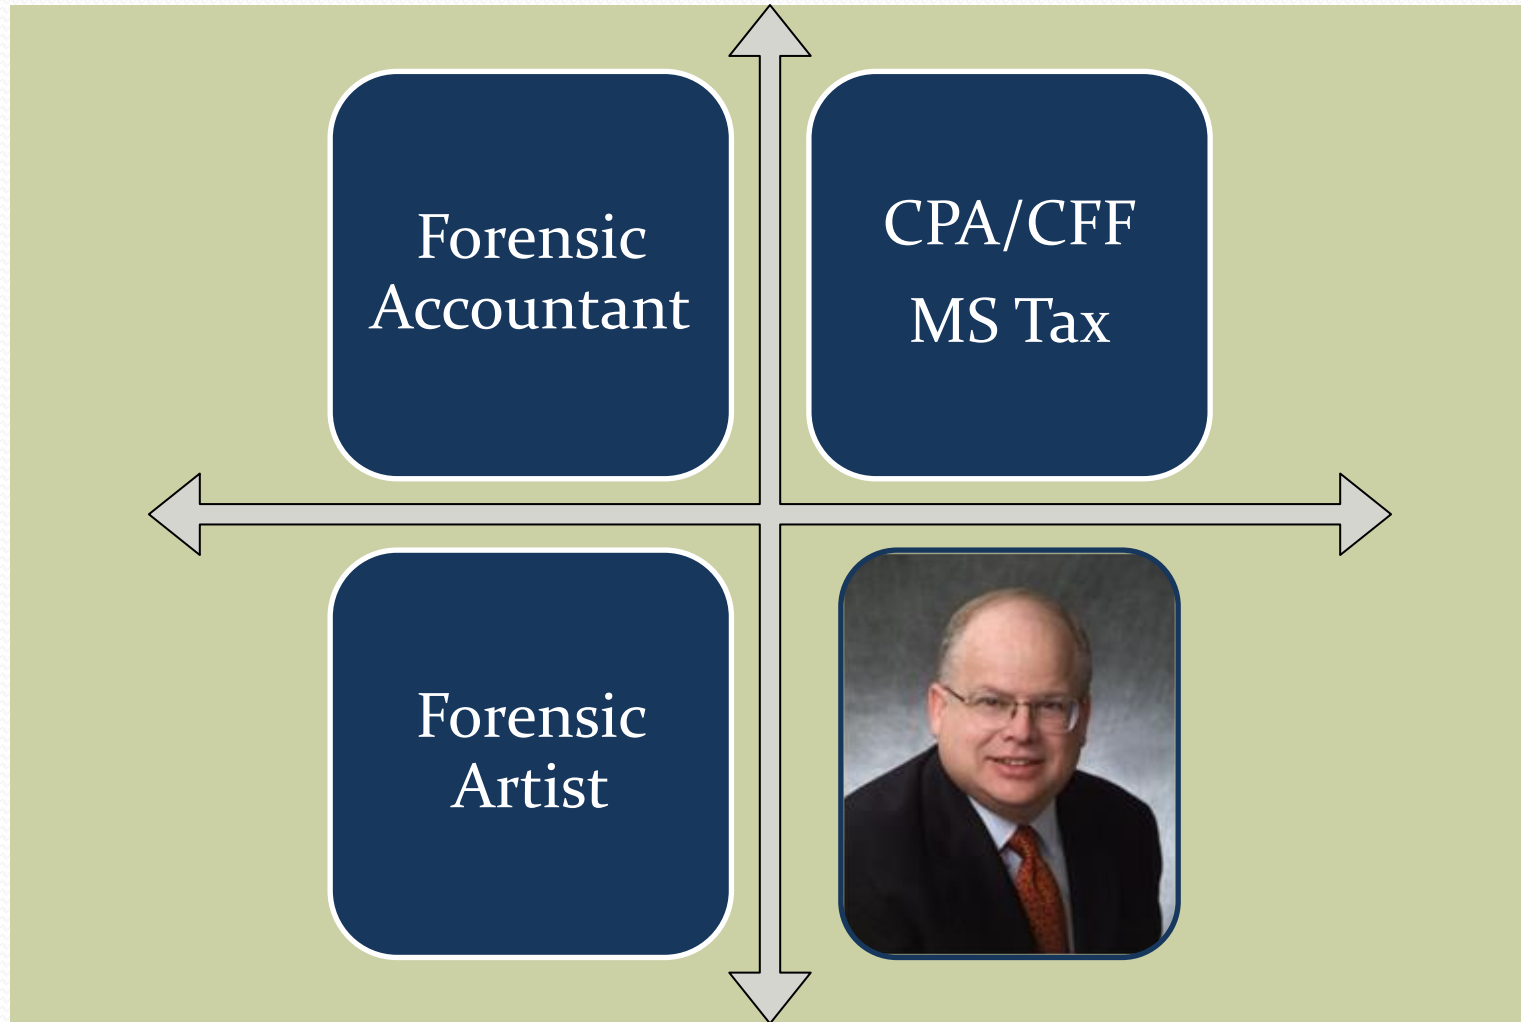 Forensic
Accountant
CPA/CFF
MS Tax
Forensic
Artist